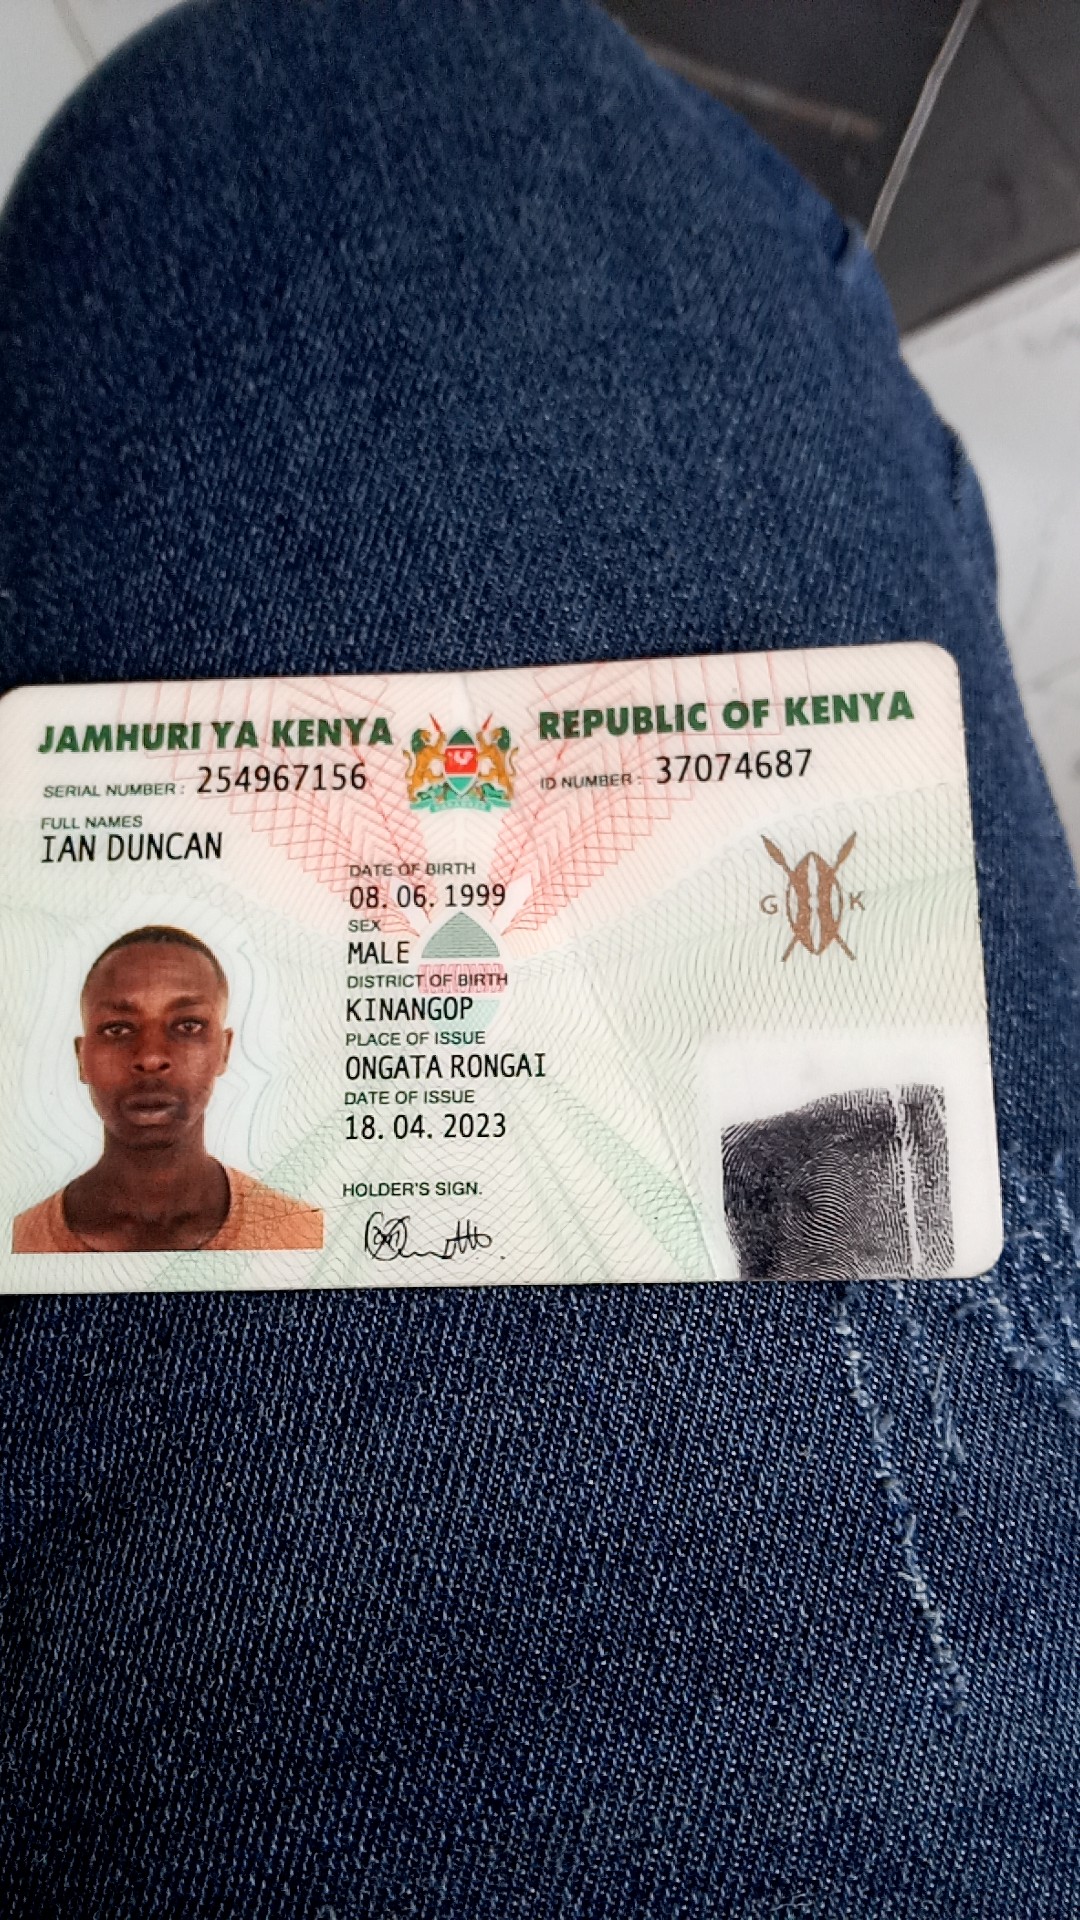 JAMHURI YA KENYA
REPUBLIC OF KENYA
SERIAL NUMBER : 254967156
ID NUMBER : 37074687
FULL NAMES
IAN DUNCAN
DATE OF BIRTH
08. 06. 1999
SEX
MALE
DISTRICT OF BIRTH
KINANGOP
PLACE OF ISSUE
ONGATA RONGAI
DATE OF ISSUE
18. 04. 2023
HOLDER'S SIGN.
G K